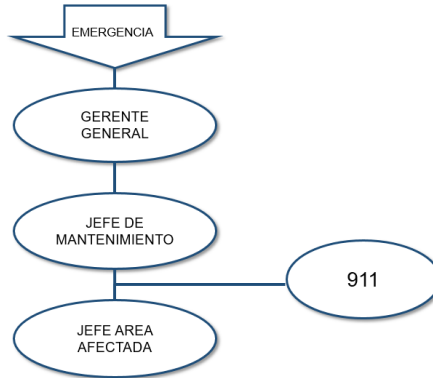 EMERGENCIA
GERENTE
GENERAL
JEFE DE
MANTENIMIENTO
911
JEFE AREA
AFECTADA